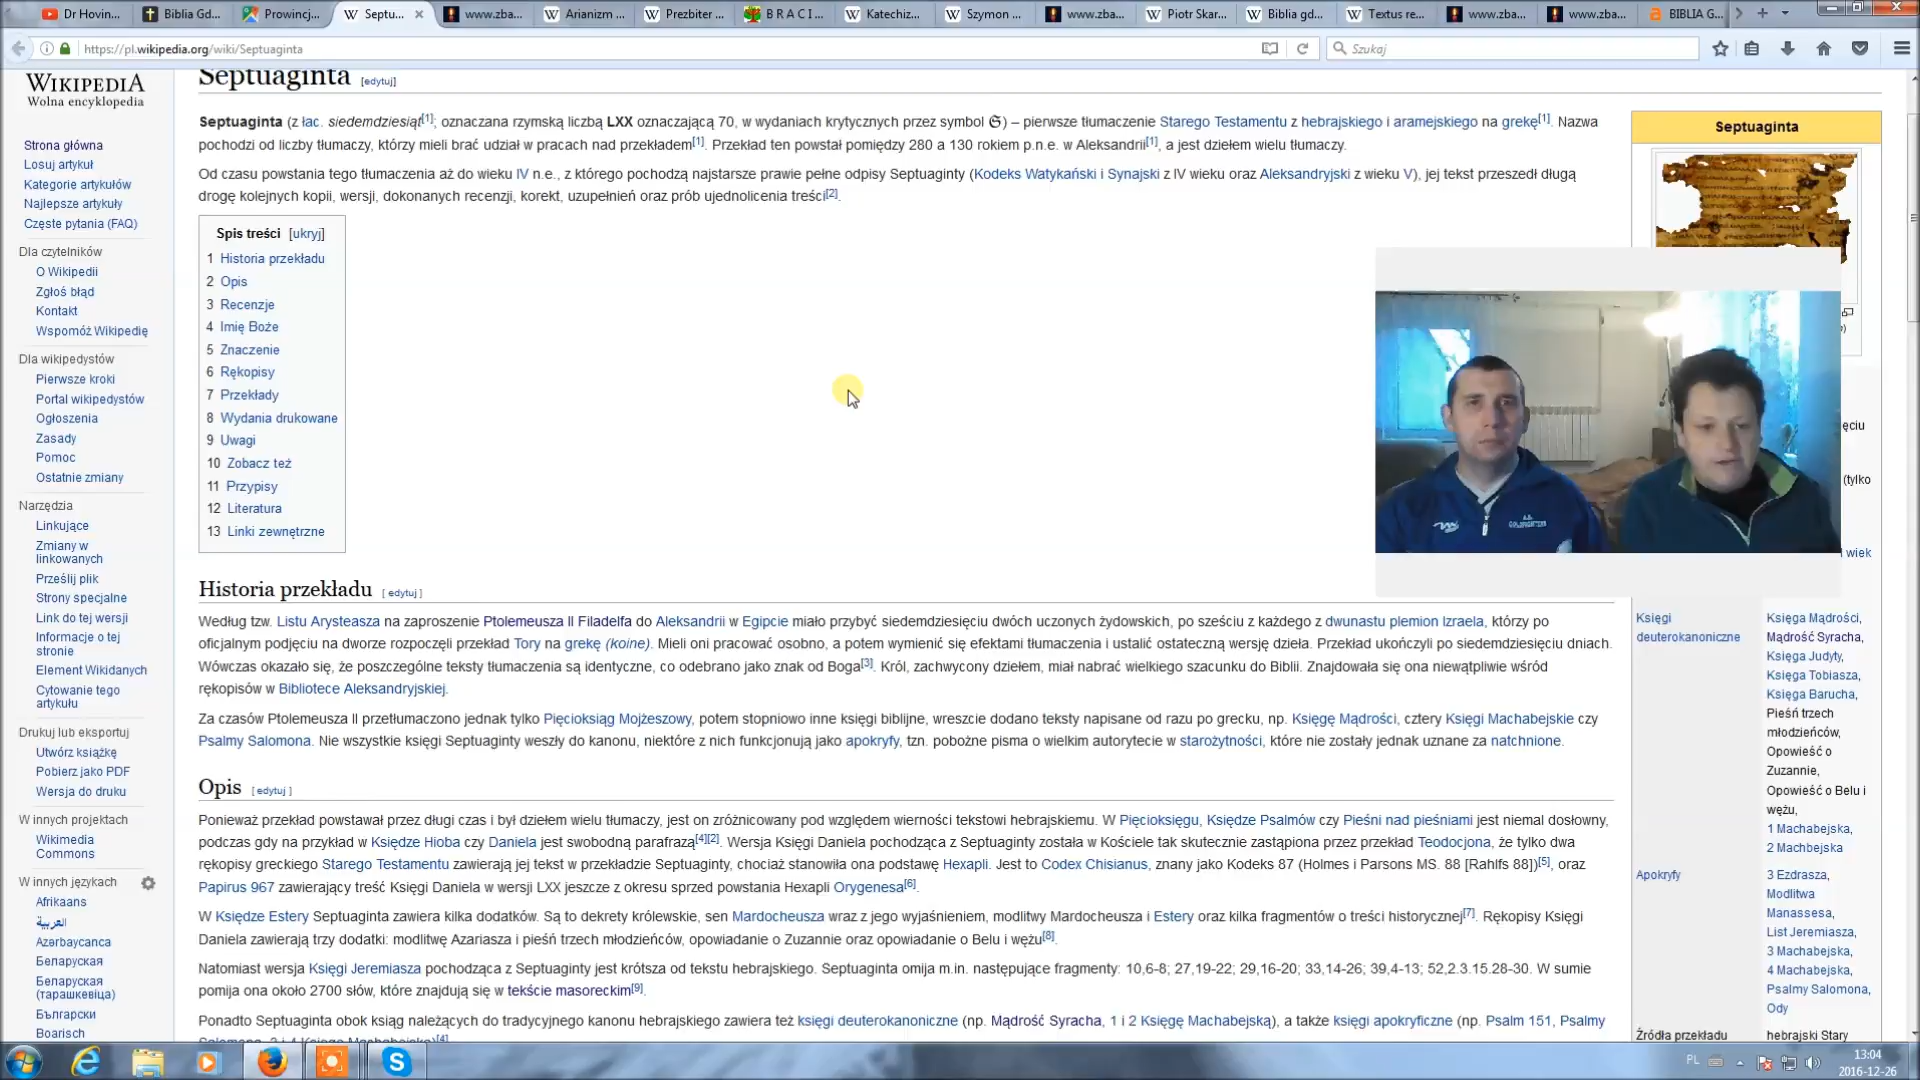 Dr Hovin...
Biblia Gd...
Prowincj...
Septu...
www.zba...
Arianizm ...
Prezbiter ...
B R A C I...
Katechiz...
Szymon ...
www.zba...
Piotr Skar...
Biblia gd...
Textus re...
www.zba...
www.zba...
BIBLIA G...
https://pl.wikipedia.org/wiki/Septuaginta
Szukaj
WIKIPEDIA
Wolna encyklopedia
Strona główna
Losuj artykuł
Kategorie artykułów
Najlepsze artykuły
Częste pytania (FAQ)
Dla czytelników
O Wikipedii
Zgłoś błąd
Kontakt
Wspomóż Wikipedię
Dla wikipedystów
Pierwsze kroki
Portal wikipedystów
Ogłoszenia
Zasady
Pomoc
Ostatnie zmiany
Narzędzia
Linkujące
Zmiany w
linkowanych
Prześlij plik
Strony specjalne
Link do tej wersji
Informacje o tej
stronie
Element Wikidanych
Cytowanie tego
artykułu
Drukuj lub eksportuj
Utwórz książkę
Pobierz jako PDF
Wersja do druku
W innych projektach
Wikimedia
Commons
W innych językach
Afrikaans
العربية
Azərbaycanca
Беларуская
Беларуская
(тарашкевіца)
Български
Boarisch
Septuaginta [edytuj]
Septuaginta (z łac. siedemdziesiąt[1]; oznaczana rzymską liczbą LXX oznaczającą 70, w wydaniach krytycznych przez symbol 𝔖) – pierwsze tłumaczenie Starego Testamentu z hebrajskiego i aramejskiego na grekę[1]. Nazwa
pochodzi od liczby tłumaczy, którzy mieli brać udział w pracach nad przekładem[1]. Przekład ten powstał pomiędzy 280 a 130 rokiem p.n.e. w Aleksandrii[1], a jest dziełem wielu tłumaczy.
Od czasu powstania tego tłumaczenia aż do wieku IV n.e., z którego pochodzą najstarsze prawie pełne odpisy Septuaginty (Kodeks Watykański i Synajski z IV wieku oraz Aleksandryjski z wieku V), jej tekst przeszedł długą
drogę kolejnych kopii, wersji, dokonanych recenzji, korekt, uzupełnień oraz prób ujednolicenia treści[2].
Spis treści [ukryj]
1 Historia przekładu
2 Opis
3 Recenzje
4 Imię Boże
5 Znaczenie
6 Rękopisy
7 Przekłady
8 Wydania drukowane
9 Uwagi
10 Zobacz też
11 Przypisy
12 Literatura
13 Linki zewnętrzne
Historia przekładu [ edytuj ]
Według tzw. Listu Arysteasza na zaproszenie Ptolemeusza II Filadelfa do Aleksandrii w Egipcie miało przybyć siedemdziesięciu dwóch uczonych żydowskich, po sześciu z każdego z dwunastu plemion Izraela, którzy po
oficjalnym podjęciu na dworze rozpoczęli przekład Tory na grekę (koine). Mieli oni pracować osobno, a potem wymienić się efektami tłumaczenia i ustalić ostateczną wersję dzieła. Przekład ukończyli po siedemdziesięciu dniach.
Wówczas okazało się, że poszczególne teksty tłumaczenia są identyczne, co odebrano jako znak od Boga[3]. Król, zachwycony dziełem, miał nabrać wielkiego szacunku do Biblii. Znajdowała się ona niewątpliwie wśród
rękopisów w Bibliotece Aleksandryjskiej.
Za czasów Ptolemeusza II przetłumaczono jednak tylko Pięcioksiąg Mojżeszowy, potem stopniowo inne księgi biblijne, wreszcie dodano teksty napisane od razu po grecku, np. Księgę Mądrości, cztery Księgi Machabejskie czy
Psalmy Salomona. Nie wszystkie księgi Septuaginty weszły do kanonu, niektóre z nich funkcjonują jako apokryfy, tzn. pobożne pisma o wielkim autorytecie w starożytności, które nie zostały jednak uznane za natchnione.
Opis [ edytuj ]
Ponieważ przekład powstawał przez długi czas i był dziełem wielu tłumaczy, jest on zróżnicowany pod względem wierności tekstowi hebrajskiemu. W Pięcioksięgu, Księdze Psalmów czy Pieśni nad pieśniami jest niemal dosłowny,
podczas gdy na przykład w Księdze Hioba czy Daniela jest swobodną parafrazą[4][2]. Wersja Księgi Daniela pochodząca z Septuaginty została w Kościele tak skutecznie zastąpiona przez przekład Teodocjona, że tylko dwa
rękopisy greckiego Starego Testamentu zawierają jej tekst w przekładzie Septuaginty, chociaż stanowiła ona podstawę Hexapli. Jest to Codex Chisianus, znany jako Kodeks 87 (Holmes i Parsons MS. 88 [Rahlfs 88])[5], oraz
Papirus 967 zawierający treść Księgi Daniela w wersji LXX jeszcze z okresu sprzed powstania Hexapli Orygenesa[6].
W Księdze Estery Septuaginta zawiera kilka dodatków. Są to dekrety królewskie, sen Mardocheusza wraz z jego wyjaśnieniem, modlitwy Mardocheusza i Estery oraz kilka fragmentów o treści historycznej[7]. Rękopisy Księgi
Daniela zawierają trzy dodatki: modlitwę Azariasza i pieśń trzech młodzieńców, opowiadanie o Zuzannie oraz opowiadanie o Belu i wężu[8].
Natomiast wersja Księgi Jeremiasza pochodząca z Septuaginty jest krótsza od tekstu hebrajskiego. Septuaginta omija m.in. następujące fragmenty: 10,6-8; 27,19-22; 29,16-20; 33,14-26; 39,4-13; 52,2.3.15.28-30. W sumie
pomija ona około 2700 słów, które znajdują się w tekście masoreckim[9].
Ponadto Septuaginta obok ksiąg należących do tradycyjnego kanonu hebrajskiego zawiera też księgi deuterokanoniczne (np. Mądrość Syracha, 1 i 2 Księgę Machabejską), a także księgi apokryficzne (np. Psalm 151, Psalmy
Septuaginta
ęciu
(tylko
wiek
Księgi
deuterokanoniczne
Księga Mądrości,
Mądrość Syracha,
Księga Judyty,
Księga Tobiasza,
Księga Barucha,
Pieśń trzech
młodzieńców,
Opowieść o
Zuzannie,
Opowieść o Belu i
wężu,
1 Machabejska,
2 Machbejska
Apokryfy
3 Ezdrasza,
Modlitwa
Manassesa,
List Jeremiasza,
3 Machabejska,
4 Machabejska,
Psalmy Salomona,
Ody
Źródła przekładu
hebrajski Stary
PL
13:04
2016-12-26